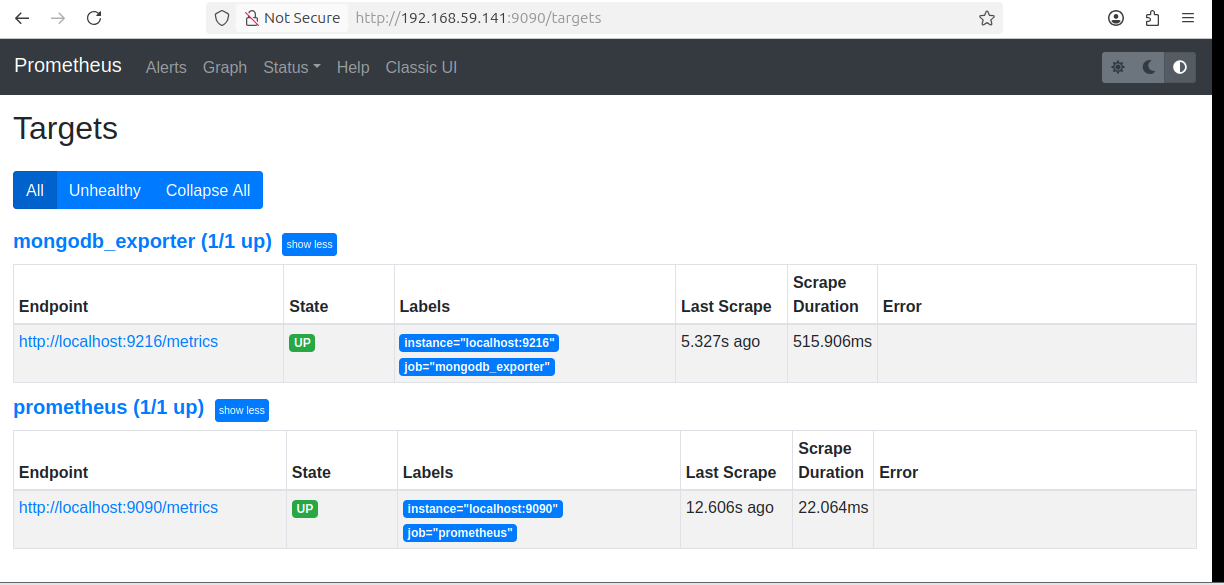 Not Secure http://192.168.59.141:9090/targets
Prometheus Alerts Graph Status Help Classic UI
Targets
All Unhealthy Collapse All
mongodb_exporter (1/1 up) show less
Endpoint State Labels Last Scrape Scrape Duration Error
http://localhost:9216/metrics UP instance="localhost:9216" 5.327s ago 515.906ms
job="mongodb_exporter"
prometheus (1/1 up) show less
Endpoint State Labels Last Scrape Scrape Duration Error
http://localhost:9090/metrics UP instance="localhost:9090" 12.606s ago 22.064ms
job="prometheus"